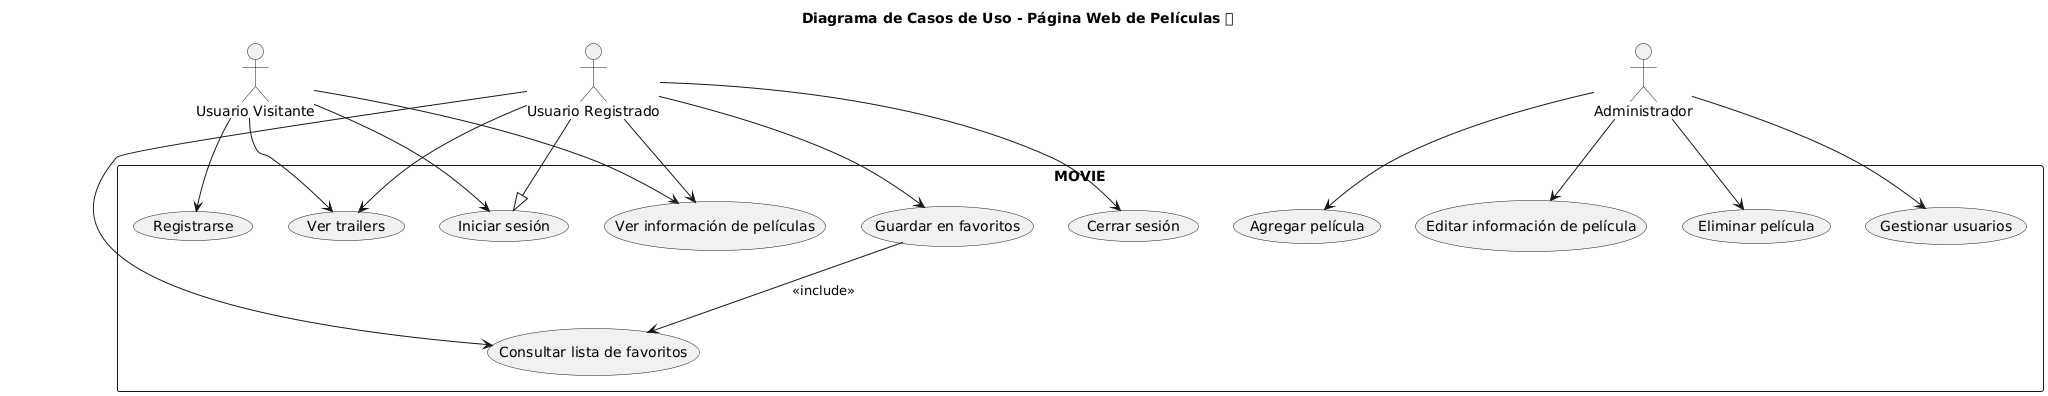 Diagrama de Casos de Uso - Página Web de Películas
Usuario Visitante
Usuario Registrado
Administrador
MOVIE
Registrarse
Ver trailers
Iniciar sesión
Ver información de películas
Guardar en favoritos
Cerrar sesión
Agregar película
Editar información de película
Eliminar película
Gestionar usuarios
«include»
Consultar lista de favoritos